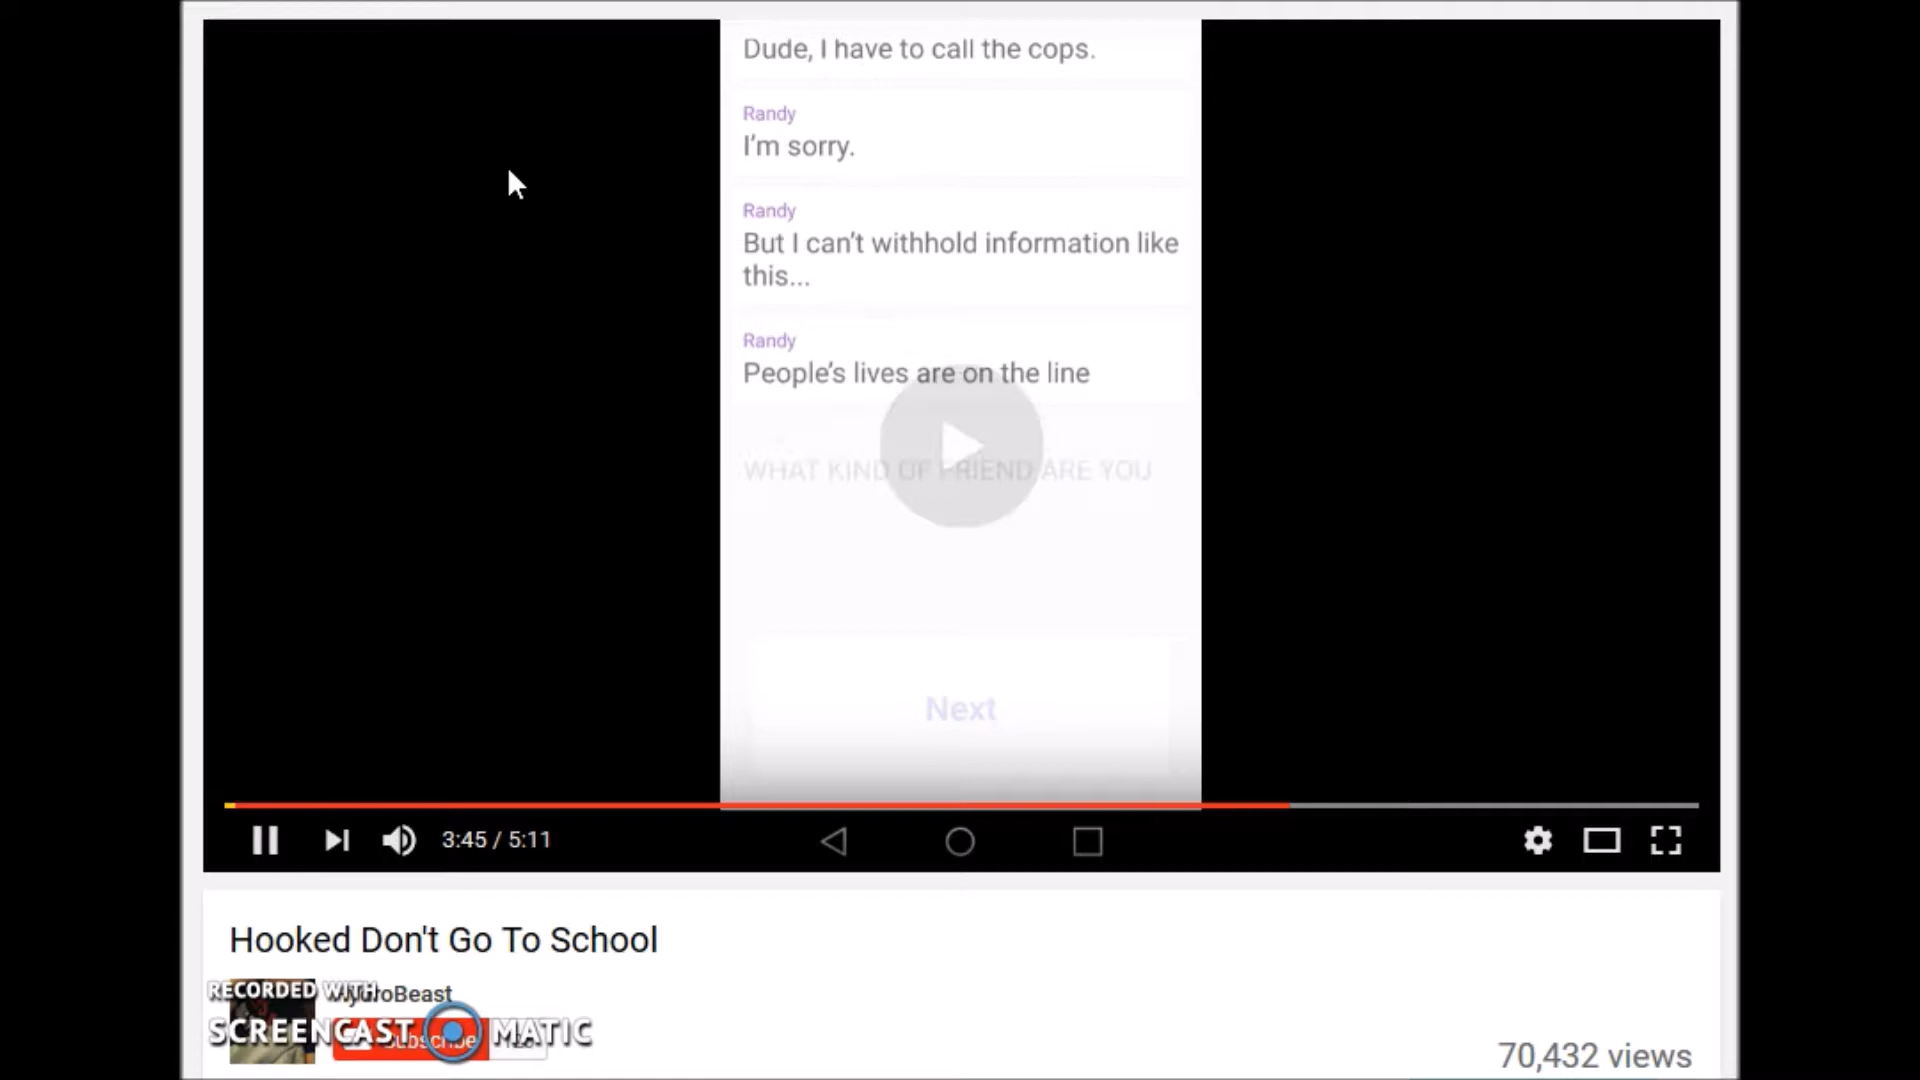 Dude, I have to call the cops.
Randy
I'm sorry.
Randy
But I can't withhold information like
this...
Randy
People's lives are on the line
WHAT KIND OF FRIEND ARE YOU
Next
3:45 / 5:11
Hooked Don't Go To School
RECORDED WITH
SCREENCAST MATIC
Subscribe
70,432 views